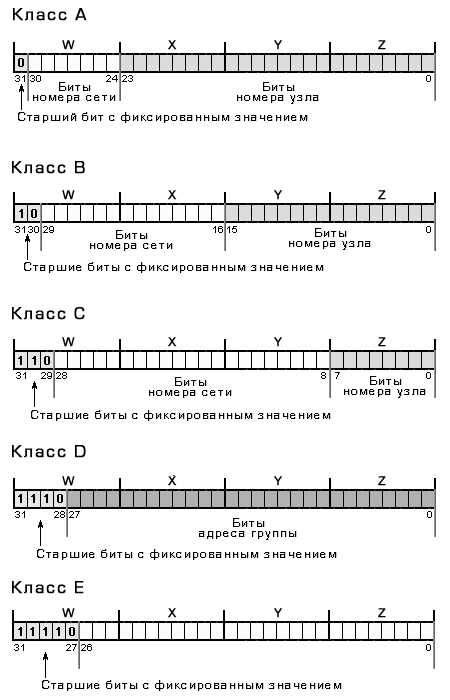 Класс A
W X Y Z
0
31 30 24 23 0
Биты Биты
номера сети номера узла
Старший бит с фиксированным значением
Класс B
W X Y Z
1 0
31 30 29 16 15 0
Биты Биты
номера сети номера узла
Старшие биты с фиксированным значением
Класс C
W X Y Z
1 1 0
31 29 28 8 7 0
Биты Биты
номера сети номера узла
Старшие биты с фиксированным значением
Класс D
W X Y Z
1 1 1 0
31 28 27 0
Биты
адреса группы
Старшие биты с фиксированным значением
Класс E
W X Y Z
1 1 1 1 0
31 27 26 0
Старшие биты с фиксированным значением